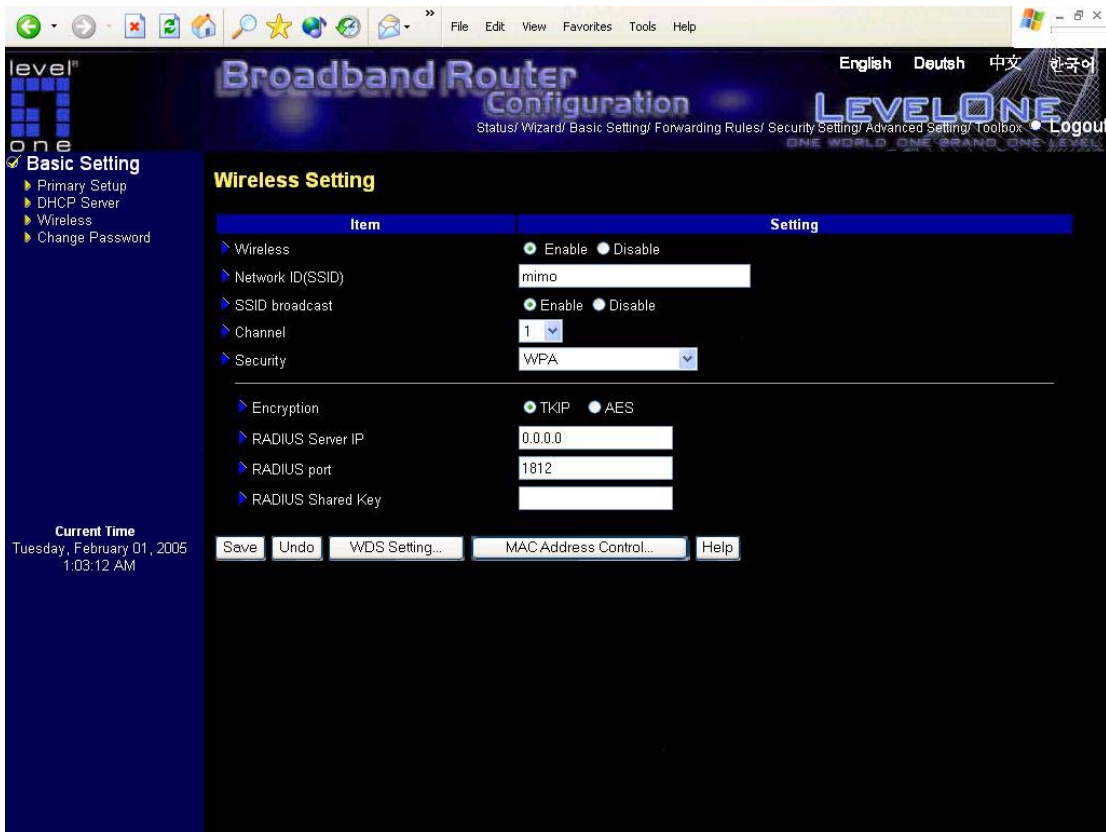 » File Edit View Favorites Tools Help
level® one
Broadband Router Configuration
English Deutsh 中文 한국어
LEVELONE
Status/ Wizard/ Basic Setting/ Forwarding Rules/ Security Setting/ Advanced Setting/ Toolbox Logout
ONE WORLD_ONE BRAND_ONE LEVEL
Basic Setting
Primary Setup
DHCP Server
Wireless
Change Password
Current Time
Tuesday, February 01, 2005
1:03:12 AM
Wireless Setting
Item Setting
Wireless Enable Disable
Network ID(SSID) mimo
SSID broadcast Enable Disable
Channel 1
Security WPA
Encryption TKIP AES
RADIUS Server IP 0.0.0.0
RADIUS port 1812
RADIUS Shared Key
Save Undo WDS Setting... MAC Address Control... Help